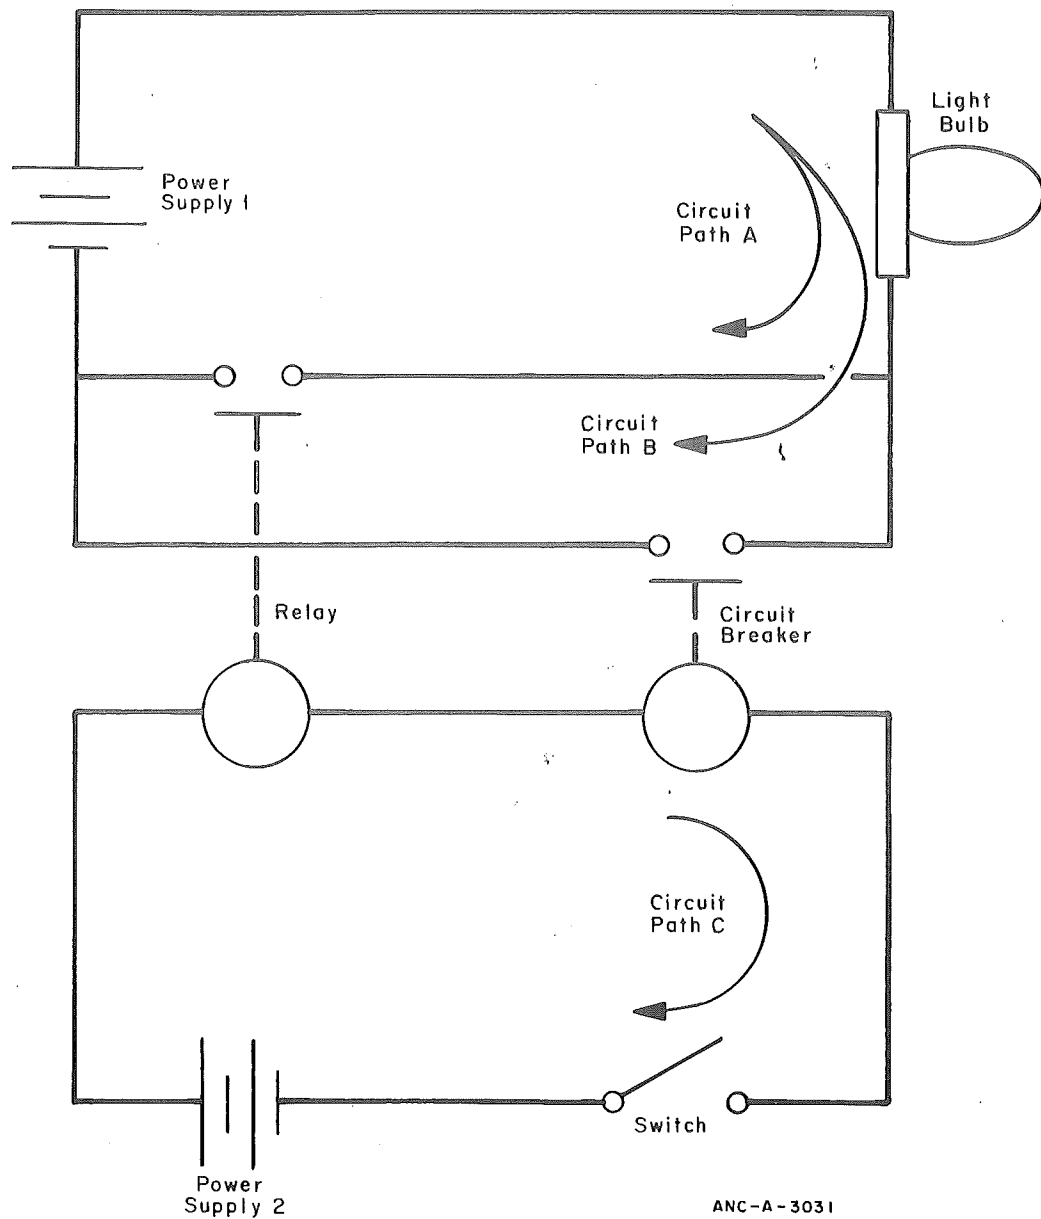 Light
Bulb
Power
Supply 1
Circuit
Path A
Circuit
Path B
Relay
Circuit
Breaker
Circuit
Path C
Switch
Power
Supply 2
ANC-A-3031